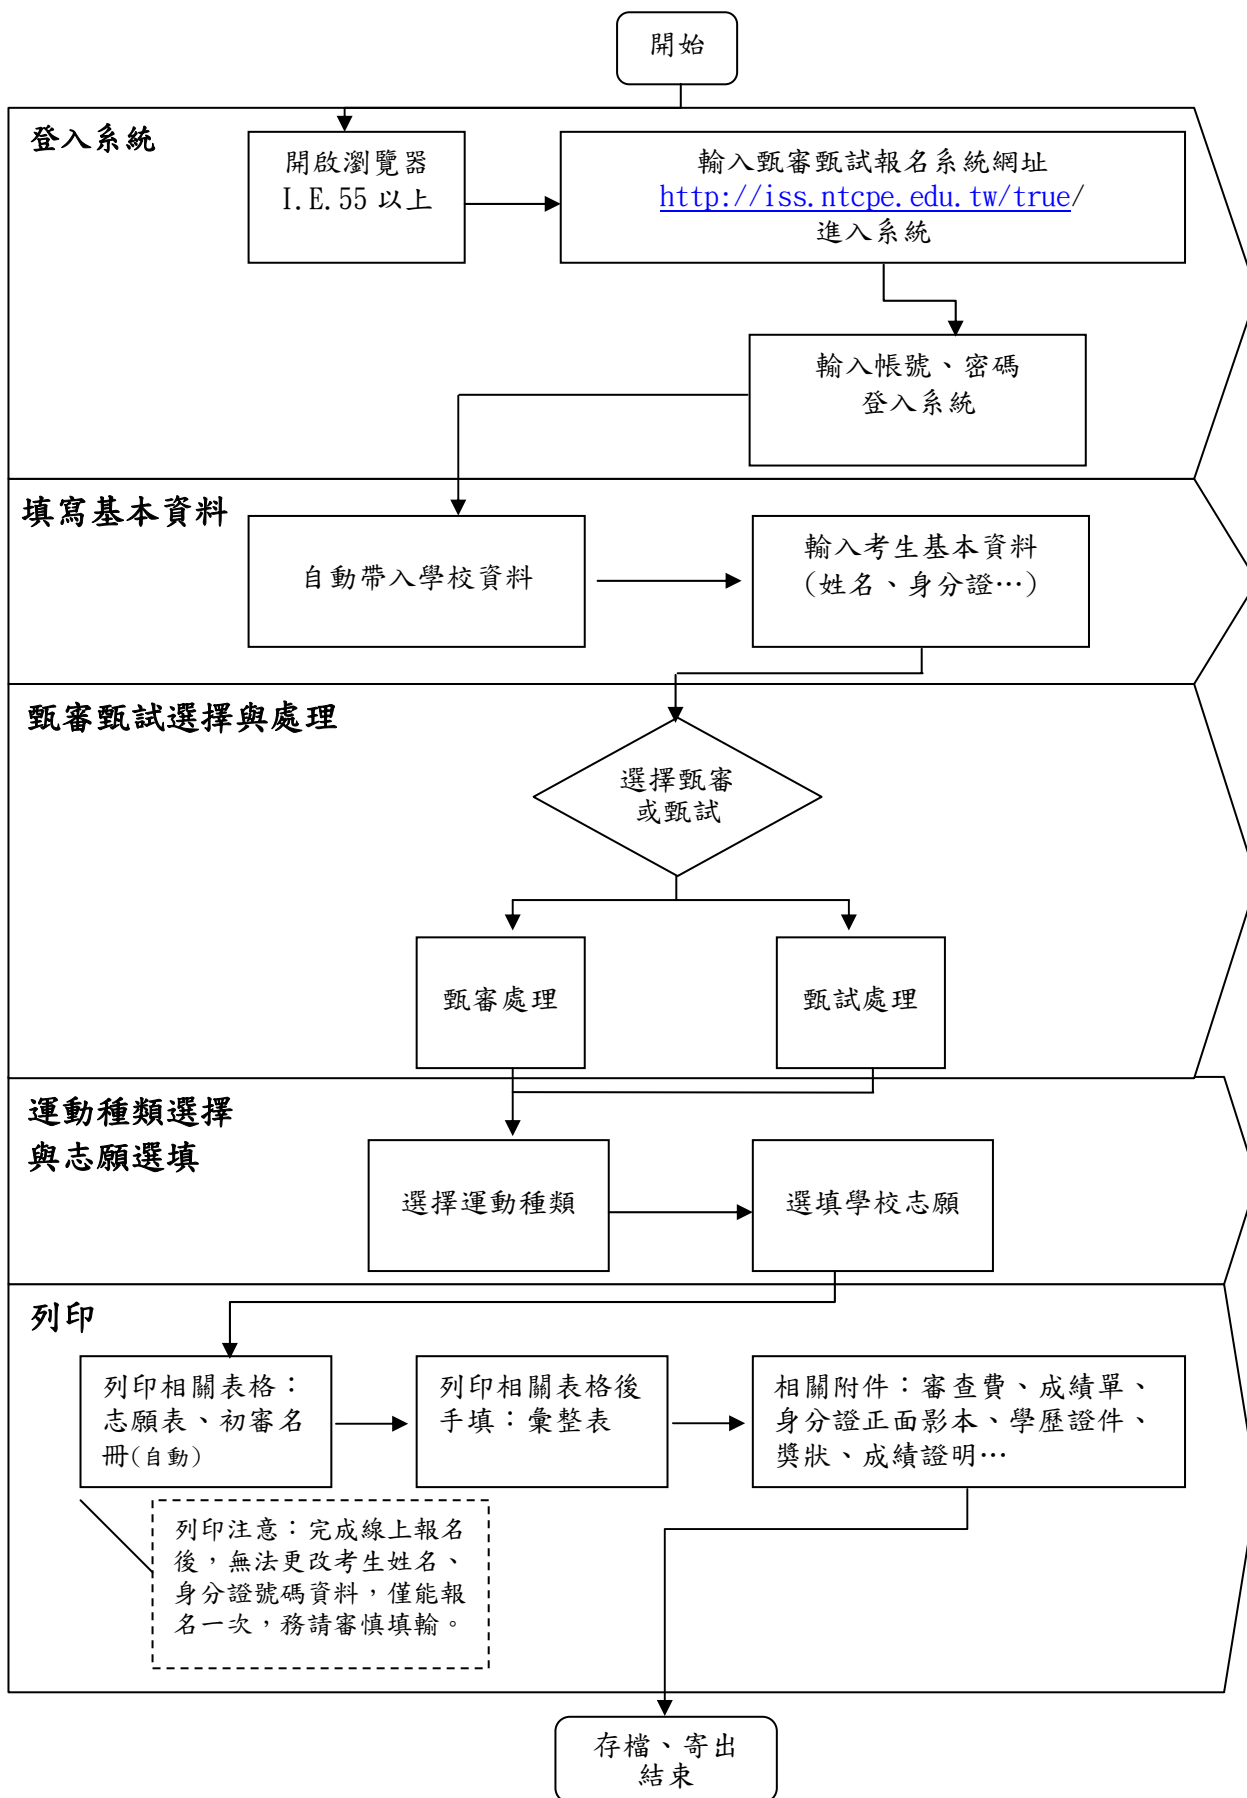 開始
登入系統
開啟瀏覽器
I.E.55 以上
輸入甄審甄試報名系統網址
http://iss.ntcpe.edu.tw/true/
進入系統
輸入帳號、密碼
登入系統
填寫基本資料
自動帶入學校資料
輸入考生基本資料
(姓名、身分證…)
甄審甄試選擇與處理
選擇甄審
或甄試
甄審處理
甄試處理
運動種類選擇
與志願選填
選擇運動種類
選填學校志願
列印
列印相關表格：
志願表、初審名
冊(自動)
列印相關表格後
手填：彙整表
相關附件：審查費、成績單、
身分證正面影本、學歷證件、
獎狀、成績證明…
列印注意：完成線上報名
後，無法更改考生姓名、
身分證號碼資料，僅能報
名一次，務請審慎填輸。
存檔、寄出
結束